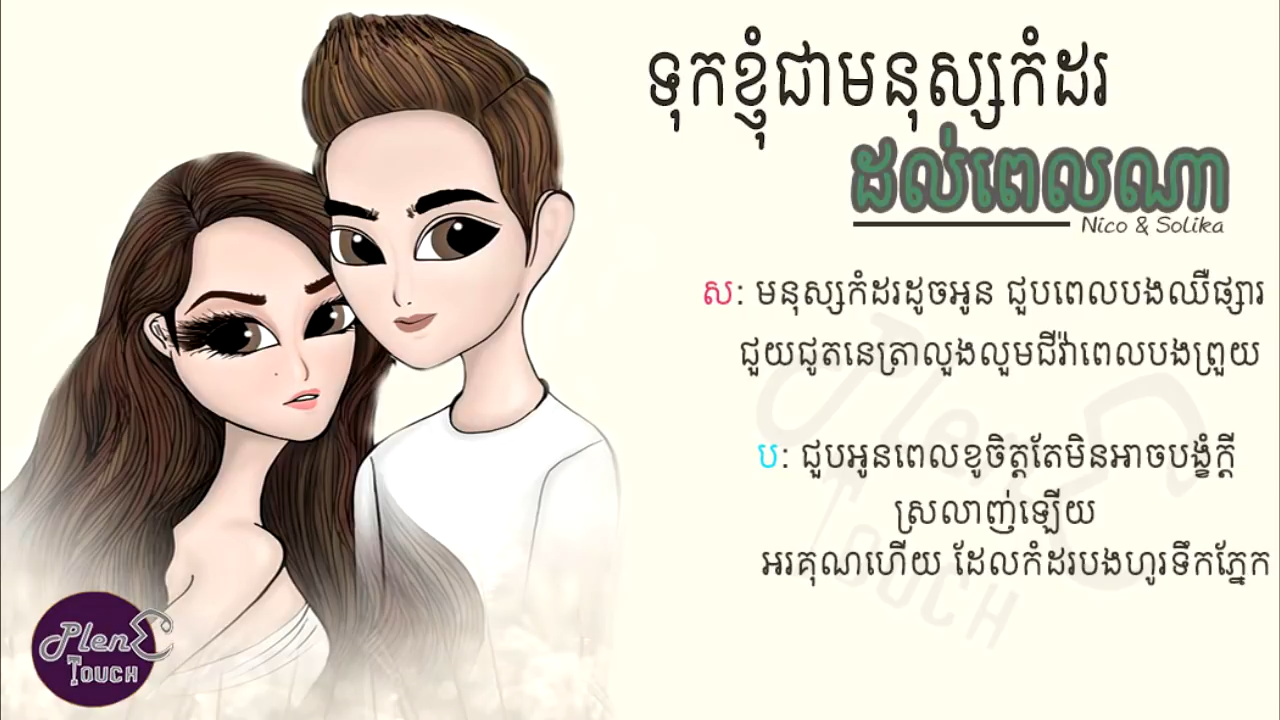 ទុកខ្ញុំជាមនុស្សកំដរ
ដល់ពេលណា
Nico & Solika
ស: មនុស្សកំដរដូចអូន ជួបពេលបងឈឺផ្សារ
ជួយជូតនេត្រាលួងលួមជីវ៉ាពេលបងព្រួយ
ប: ជួបអូនពេលខូចិត្តតែមិនអាចបង្ខំក្ដី
ស្រលាញ់ឡើយ
អរគុណហើយ ដែលកំដរបងហូរទឹកភ្នែក
Plene
Touch
Plene
Touch